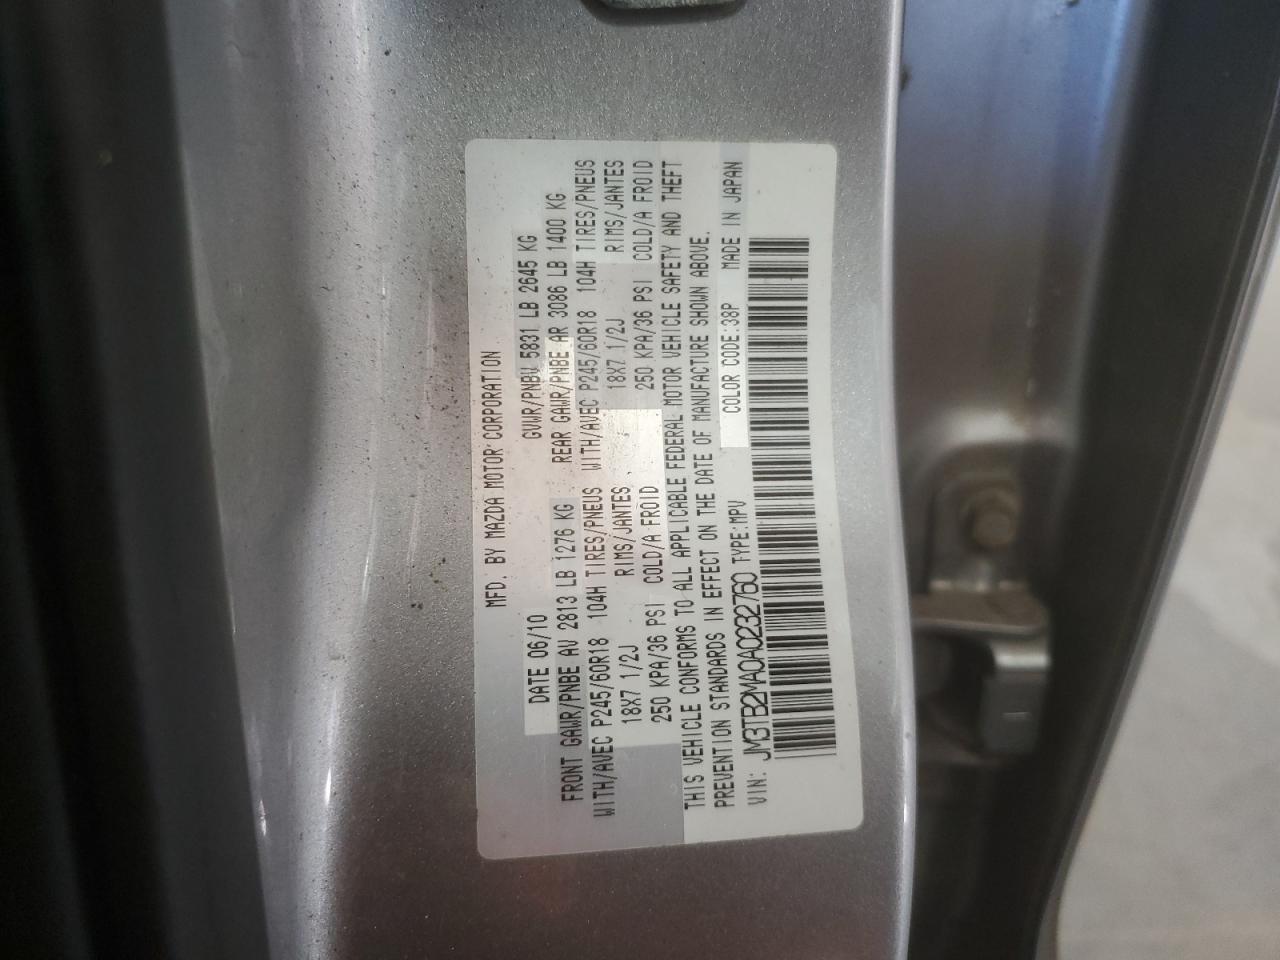 MFD. BY MAZDA MOTOR CORPORATION
DATE 06/10 GVWR/PNBV 5831 LB 2645 KG
FRONT GAWR/PNBE AV 2813 LB 1276 KG REAR GAWR/PNBE AR 3086 LB 1400 KG
WITH/AVEC P245/60R18 104H TIRES/PNEUS WITH/AVEC P245/60R18 104H TIRES/PNEUS
18X7 1/2J RIMS/JANTES, 18X7 1/2J RIMS/JANTES
250 KPA/36 PSI COLD/A FROID 250 KPA/36 PSI COLD/A FROID
THIS VEHICLE CONFORMS TO ALL APPLICABLE FEDERAL MOTOR VEHICLE SAFETY AND THEFT
PREVENTION STANDARDS IN EFFECT ON THE DATE OF MANUFACTURE SHOWN ABOVE.
VIN: JM3TB2MA0A0232760 TYPE:MPV COLOR CODE:38P MADE IN JAPAN